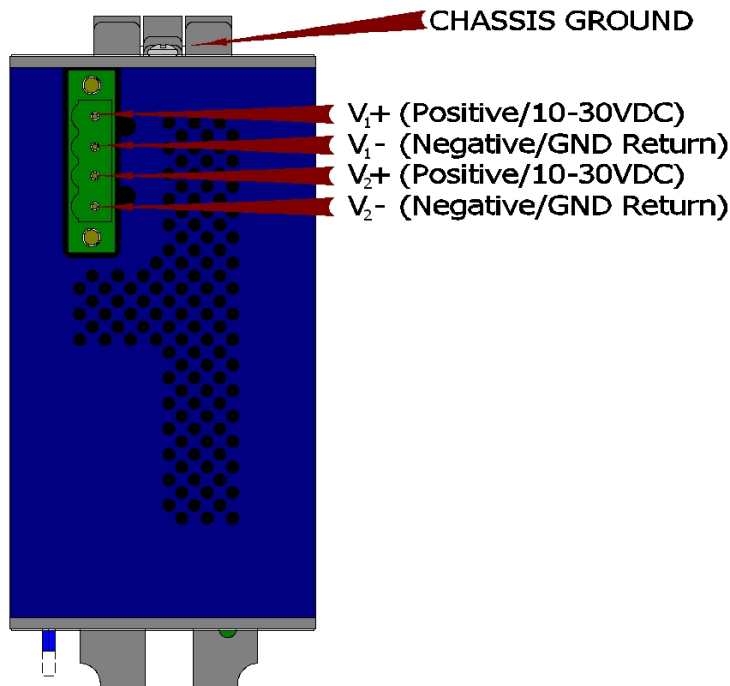 CHASSIS GROUND
V₁+ (Positive/10-30VDC)
V₁- (Negative/GND Return)
V₂+ (Positive/10-30VDC)
V₂- (Negative/GND Return)